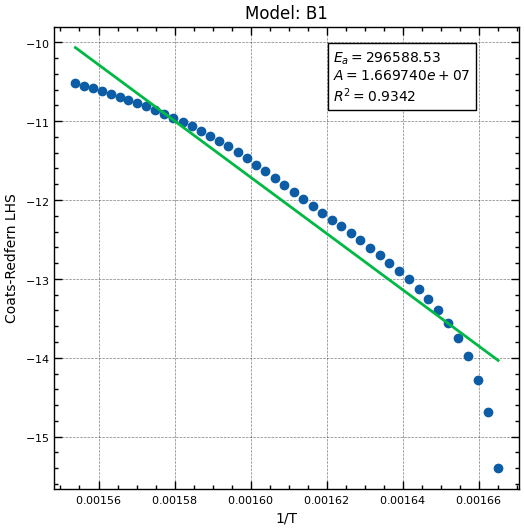 Model: B1
Eₐ = 296588.53
A = 1.669740e + 07
R² = 0.9342
−10
−11
−12
−13
−14
−15
Coats-Redfern LHS
0.00156 0.00158 0.00160 0.00162 0.00164 0.00166
1/T